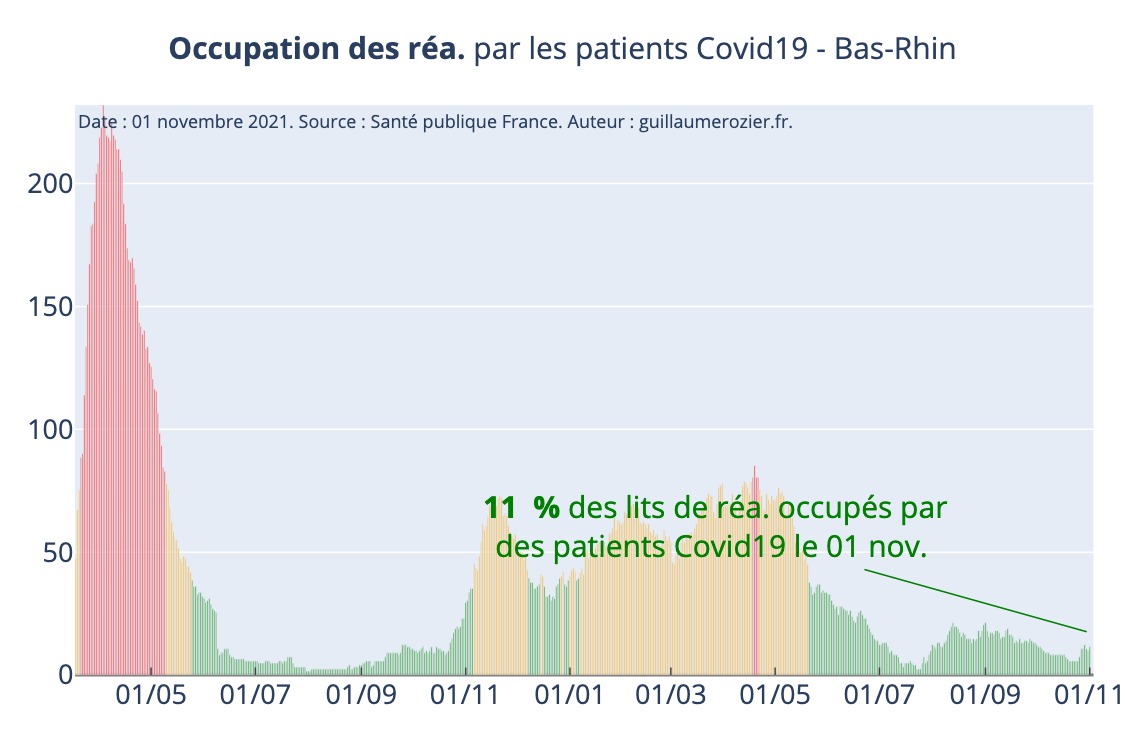 Occupation des réa. par les patients Covid19 - Bas-Rhin
Date : 01 novembre 2021. Source : Santé publique France. Auteur : guillaumerozier.fr.
200
150
100
50
0
11 % des lits de réa. occupés par
des patients Covid19 le 01 nov.
01/05 01/07 01/09 01/11 01/01 01/03 01/05 01/07 01/09 01/11